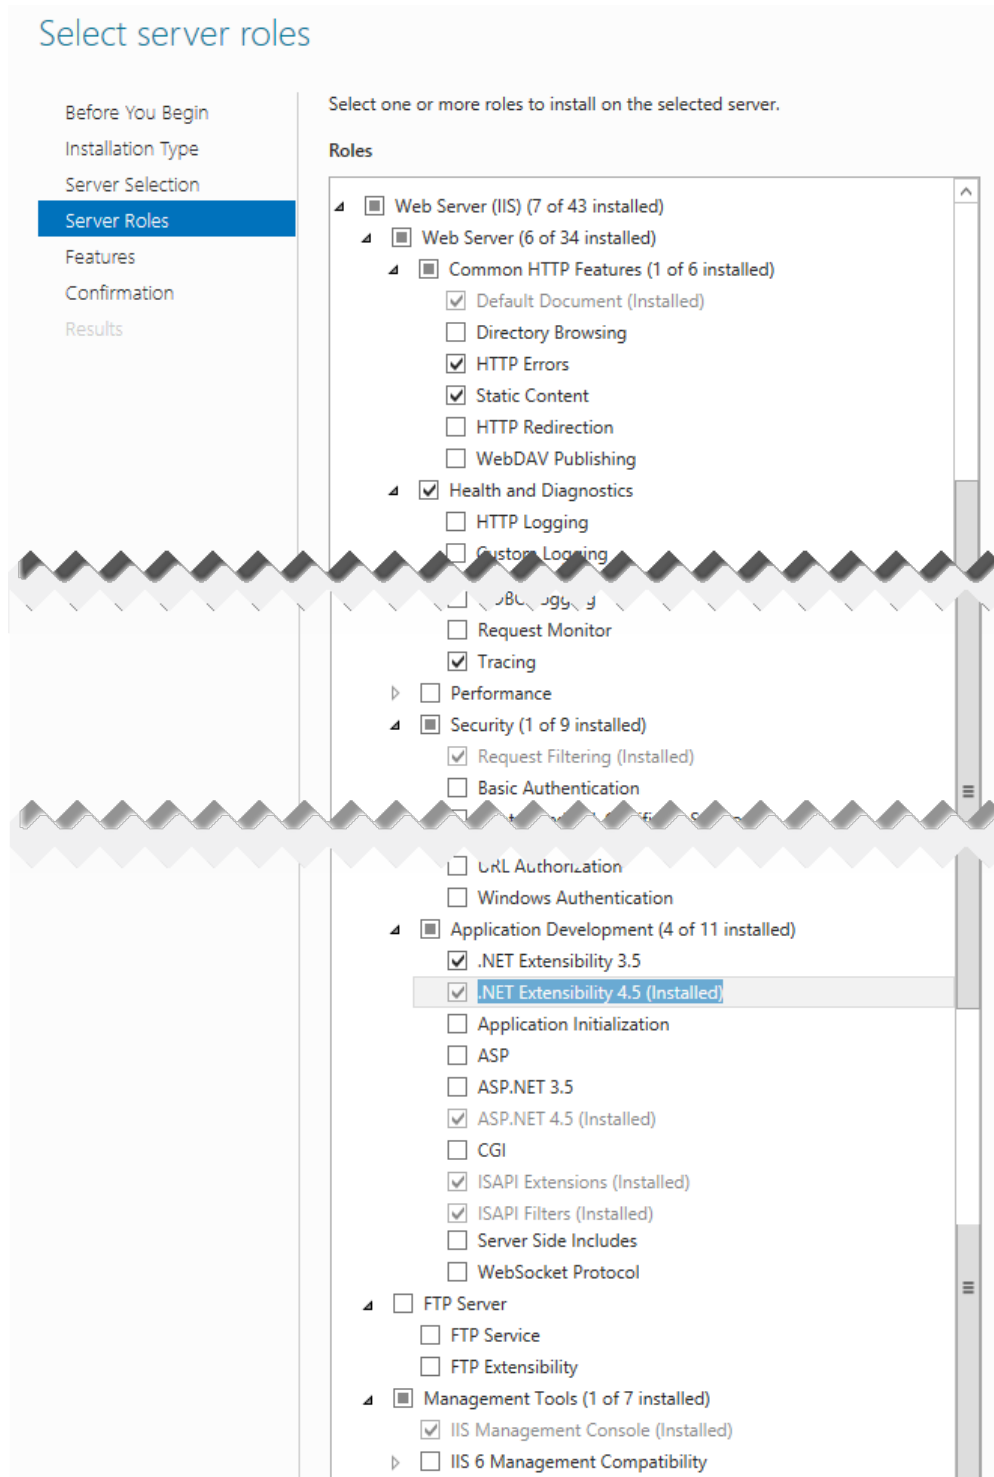 Select server roles
Before You Begin
Installation Type
Server Selection
Server Roles
Features
Confirmation
Results
Select one or more roles to install on the selected server.
Roles
Web Server (IIS) (7 of 43 installed)
Web Server (6 of 34 installed)
Common HTTP Features (1 of 6 installed)
Default Document (Installed)
Directory Browsing
HTTP Errors
Static Content
HTTP Redirection
WebDAV Publishing
Health and Diagnostics
HTTP Logging
Custom Logging
Request Monitor
Tracing
Performance
Security (1 of 9 installed)
Request Filtering (Installed)
Basic Authentication
URL Authorization
Windows Authentication
Application Development (4 of 11 installed)
.NET Extensibility 3.5
.NET Extensibility 4.5 (Installed)
Application Initialization
ASP
ASP.NET 3.5
ASP.NET 4.5 (Installed)
CGI
ISAPI Extensions (Installed)
ISAPI Filters (Installed)
Server Side Includes
WebSocket Protocol
FTP Server
FTP Service
FTP Extensibility
Management Tools (1 of 7 installed)
IIS Management Console (Installed)
IIS 6 Management Compatibility